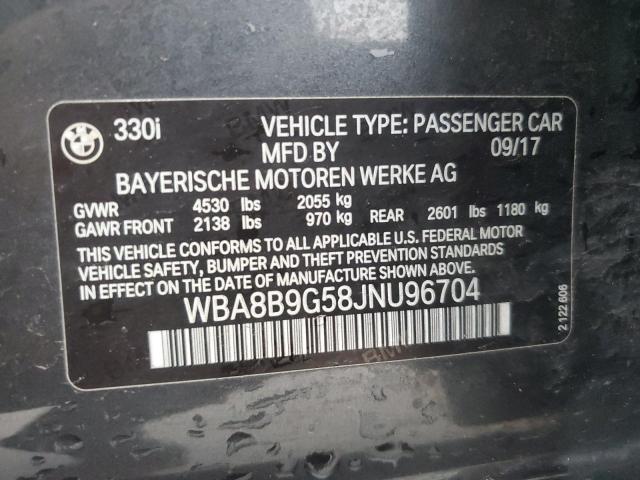 330i VEHICLE TYPE: PASSENGER CAR
MFD BY 09/17
BAYERISCHE MOTOREN WERKE AG
GVWR 4530 lbs 2055 kg
GAWR FRONT 2138 lbs 970 kg REAR 2601 lbs 1180 kg
THIS VEHICLE CONFORMS TO ALL APPLICABLE U.S. FEDERAL MOTOR
VEHICLE SAFETY, BUMPER AND THEFT PREVENTION STANDARDS
IN EFFECT ON THE DATE OF MANUFACTURE SHOWN ABOVE.
WBA8B9G58JNU96704
2 122 606
BMW
BMW